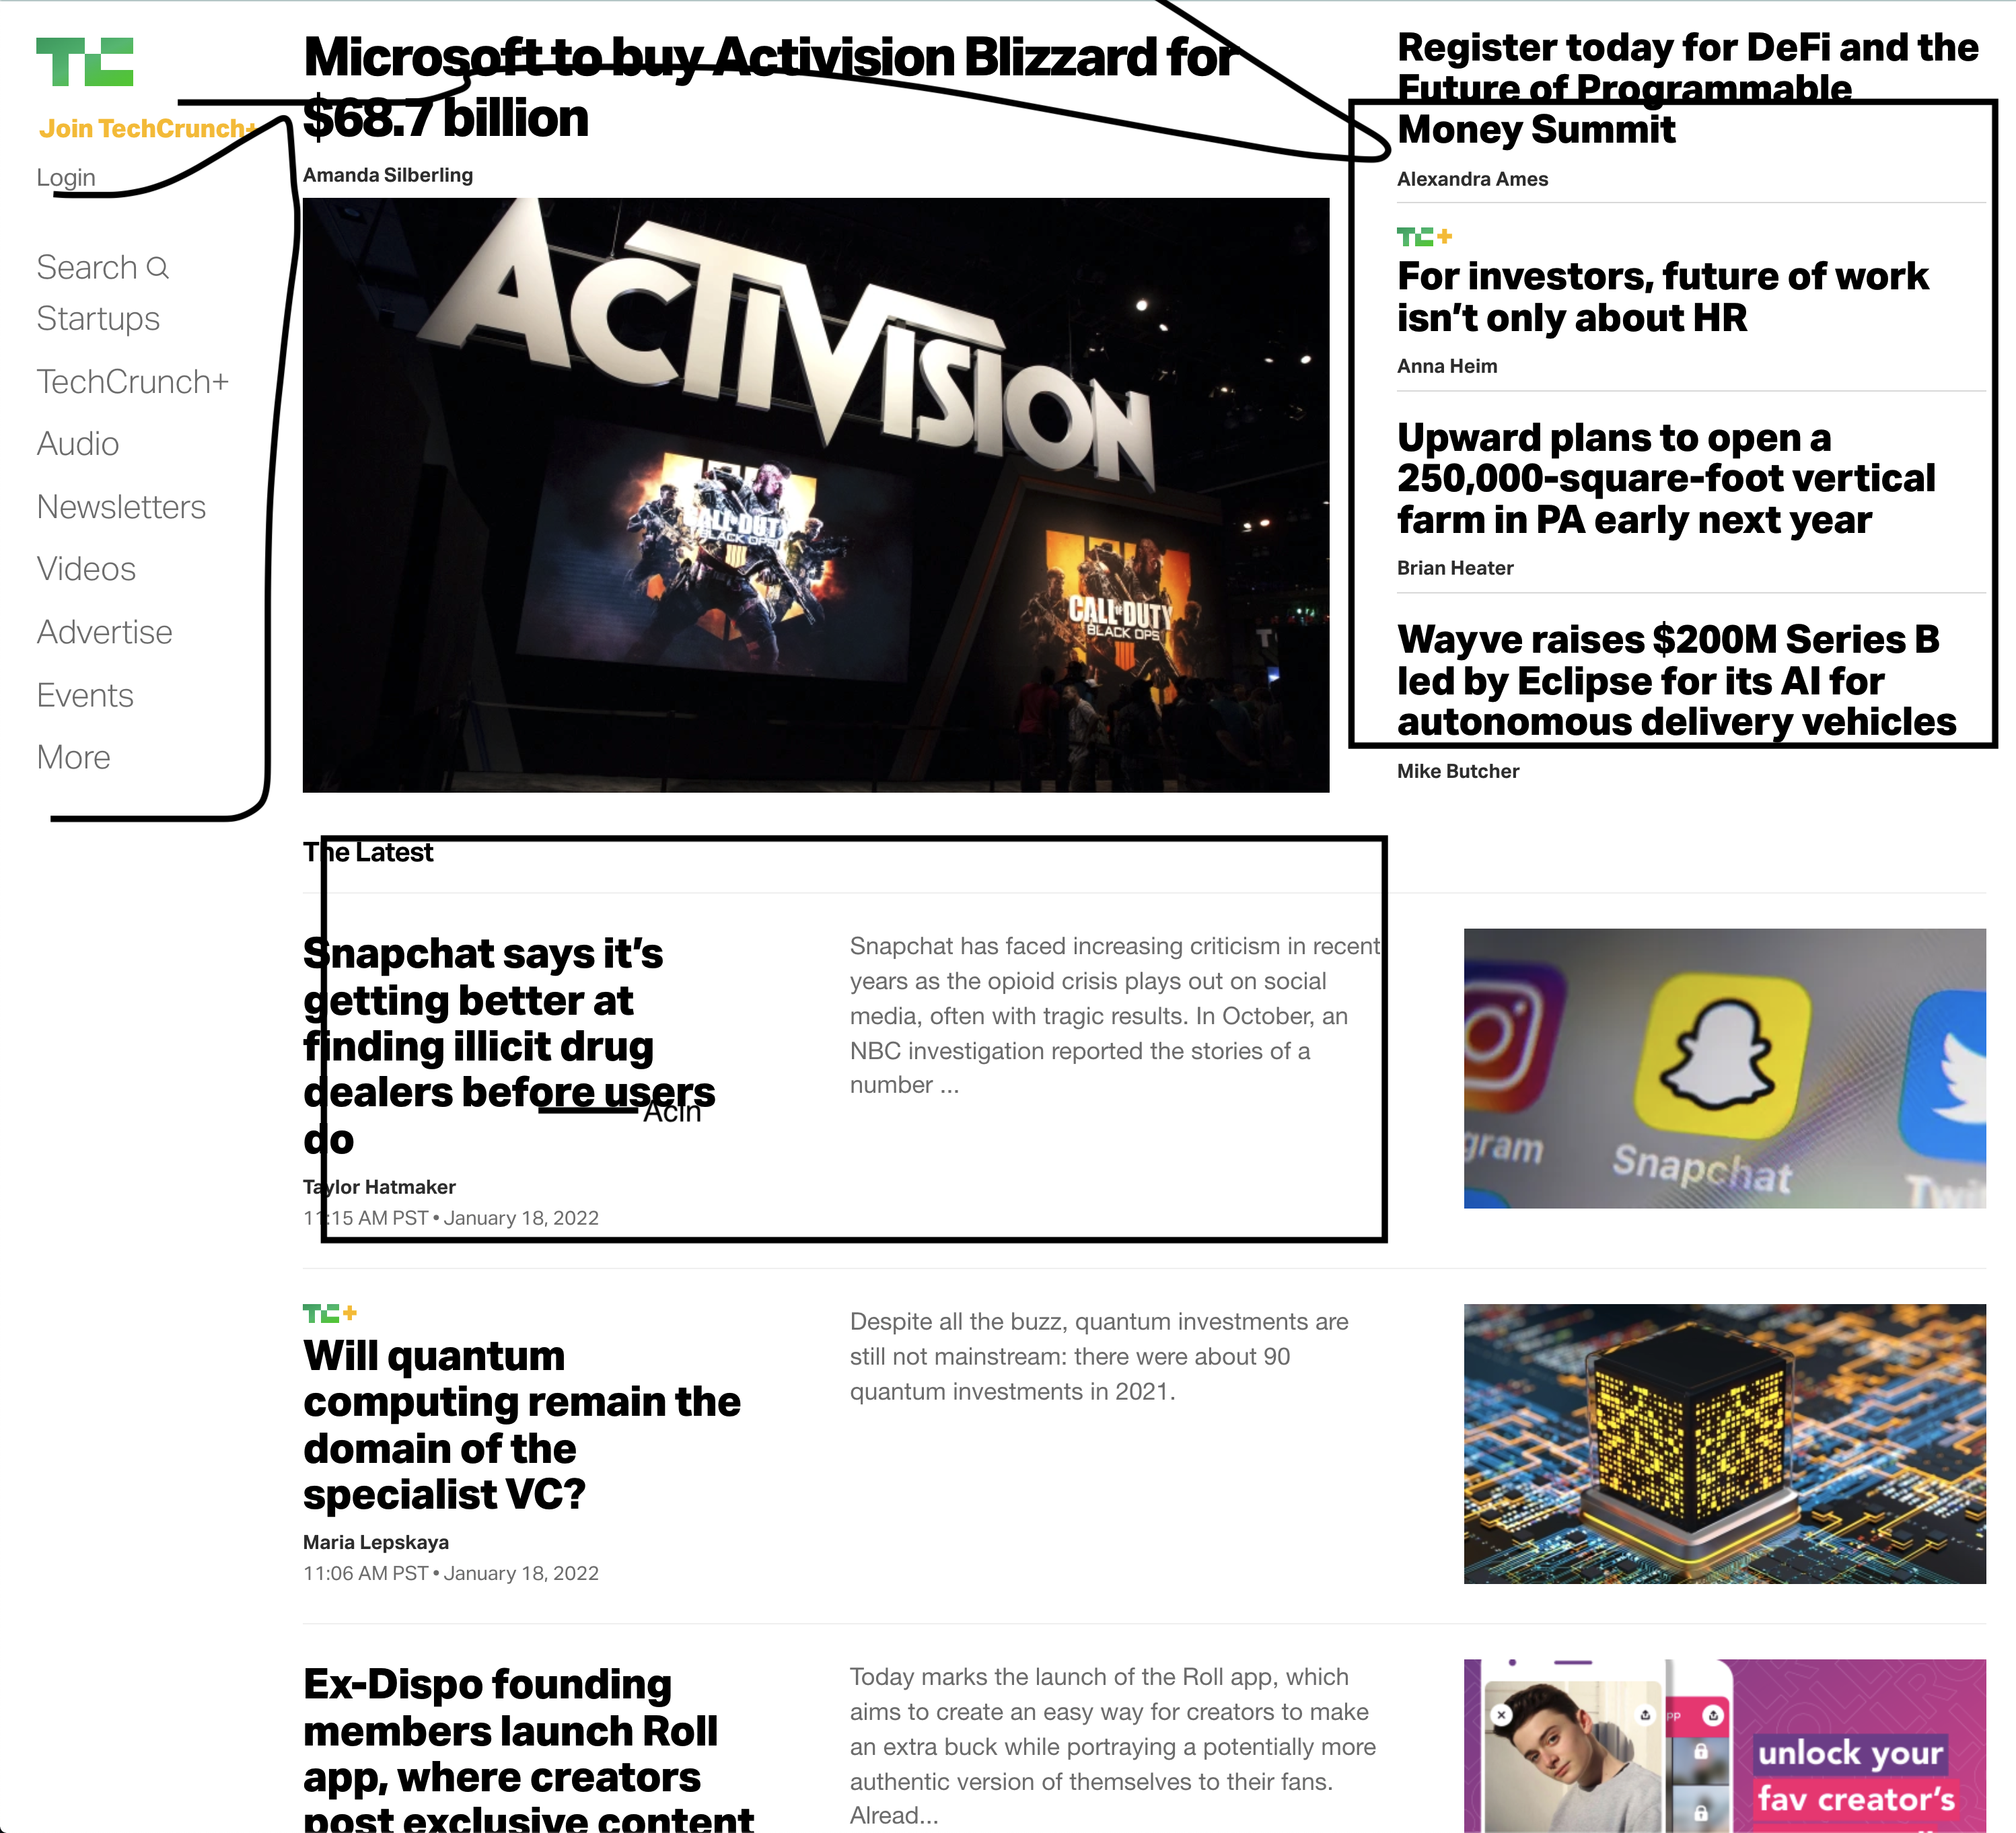 TC
Join TechCrunch+
Login
Search
Startups
TechCrunch+
Audio
Newsletters
Videos
Advertise
Events
More
Microsoft to buy Activision Blizzard for
$68.7 billion
Amanda Silberling
ACTIVISION
CALL OF DUTY
BLACK OPS
IIII
CALL OF DUTY
BLACK OPS
IIII
Register today for DeFi and the
Future of Programmable
Money Summit
Alexandra Ames
TC+
For investors, future of work
isn’t only about HR
Anna Heim
Upward plans to open a
250,000-square-foot vertical
farm in PA early next year
Brian Heater
Wayve raises $200M Series B
led by Eclipse for its AI for
autonomous delivery vehicles
Mike Butcher
The Latest
Snapchat says it’s
getting better at
finding illicit drug
dealers before users
do
Acin
Taylor Hatmaker
11:15 AM PST • January 18, 2022
Snapchat has faced increasing criticism in recent
years as the opioid crisis plays out on social
media, often with tragic results. In October, an
NBC investigation reported the stories of a
number ...
gram
Snapchat
Twi
TC+
Will quantum
computing remain the
domain of the
specialist VC?
Maria Lepskaya
11:06 AM PST • January 18, 2022
Despite all the buzz, quantum investments are
still not mainstream: there were about 90
quantum investments in 2021.
Ex-Dispo founding
members launch Roll
app, where creators
post exclusive content
Today marks the launch of the Roll app, which
aims to create an easy way for creators to make
an extra buck while portraying a potentially more
authentic version of themselves to their fans.
Alread...
pp
unlock your
fav creator’s